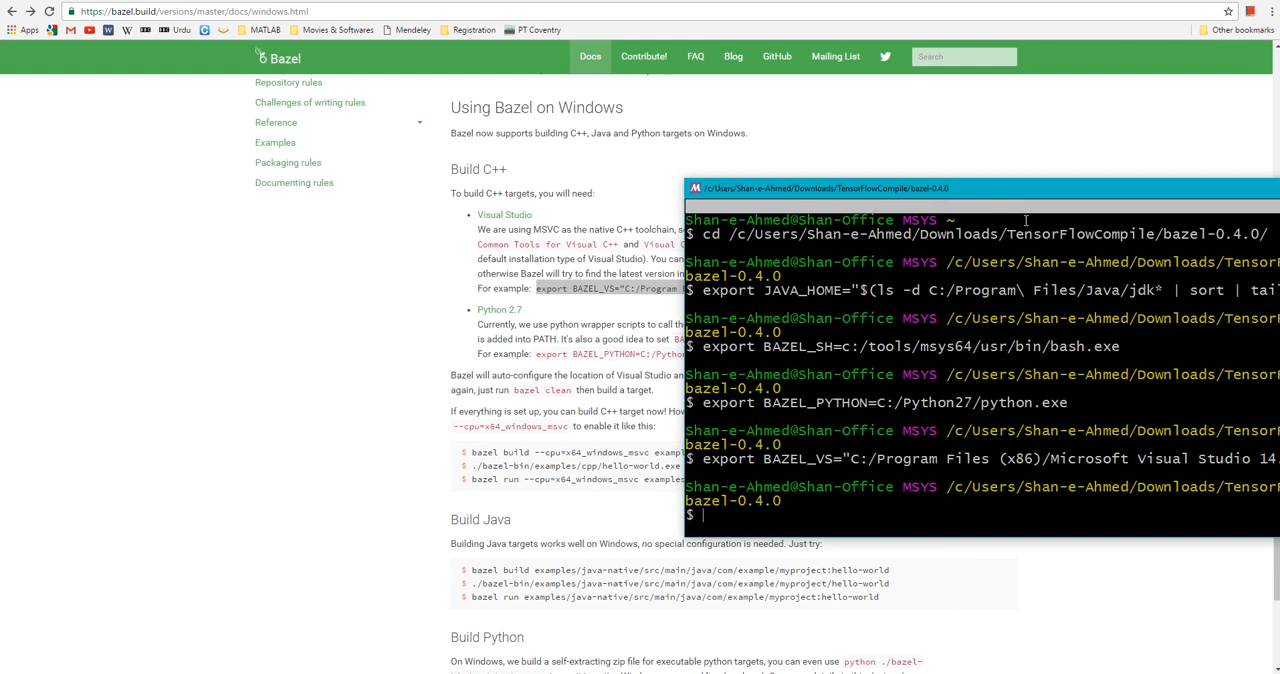 https://bazel.build/versions/master/docs/windows.html
Apps
Urdu
MATLAB
Movies & Softwares
Mendeley
Registration
PT Coventry
Other bookmarks
Bazel
Docs
Contribute!
FAQ
Blog
GitHub
Mailing List
Search
Repository rules
Challenges of writing rules
Reference
Examples
Packaging rules
Documenting rules
Using Bazel on Windows
Bazel now supports building C++, Java and Python targets on Windows.
Build C++
To build C++ targets, you will need:
Visual Studio
We are using MSVC as the native C++ toolchain, s
Common Tools for Visual C++ and Visual
default installation type of Visual Studio). You can
otherwise Bazel will try to find the latest version in
For example: export BAZEL_VS="C:/Program
Python 2.7
Currently, we use python wrapper scripts to call the
is added into PATH. It's also a good idea to set
For example: export BAZEL_PYTHON=C:/Pytho
Bazel will auto-configure the location of Visual Studio an
again, just run bazel clean then build a target.
If everything is set up, you can build C++ target now! Ho
--cpu=x64_windows_msvc to enable it like this:
$ bazel build --cpu=x64_windows_msvc exampl
$ ./bazel-bin/examples/cpp/hello-world.exe
$ bazel run --cpu=x64_windows_msvc examples
Build Java
Building Java targets works well on Windows, no special configuration is needed. Just try:
$ bazel build examples/java-native/src/main/java/com/example/myproject:hello-world
$ ./bazel-bin/examples/java-native/src/main/java/com/example/myproject/hello-world
$ bazel run examples/java-native/src/main/java/com/example/myproject:hello-world
Build Python
On Windows, we build a self-extracting zip file for executable python targets, you can even use python ./bazel-
/c/Users/Shan-e-Ahmed/Downloads/TensorFlowCompile/bazel-0.4.0
Shan-e-Ahmed@Shan-Office MSYS ~
$ cd /c/Users/Shan-e-Ahmed/Downloads/TensorFlowCompile/bazel-0.4.0/
Shan-e-Ahmed@Shan-Office MSYS /c/Users/Shan-e-Ahmed/Downloads/Tensor
bazel-0.4.0
$ export JAVA_HOME="$(ls -d C:/Program\ Files/Java/jdk* | sort | tai
Shan-e-Ahmed@Shan-Office MSYS /c/Users/Shan-e-Ahmed/Downloads/Tensor
bazel-0.4.0
$ export BAZEL_SH=c:/tools/msys64/usr/bin/bash.exe
Shan-e-Ahmed@Shan-Office MSYS /c/Users/Shan-e-Ahmed/Downloads/Tensor
bazel-0.4.0
$ export BAZEL_PYTHON=C:/Python27/python.exe
Shan-e-Ahmed@Shan-Office MSYS /c/Users/Shan-e-Ahmed/Downloads/Tensor
bazel-0.4.0
$ export BAZEL_VS="C:/Program Files (x86)/Microsoft Visual Studio 14.
Shan-e-Ahmed@Shan-Office MSYS /c/Users/Shan-e-Ahmed/Downloads/Tensor
bazel-0.4.0
$